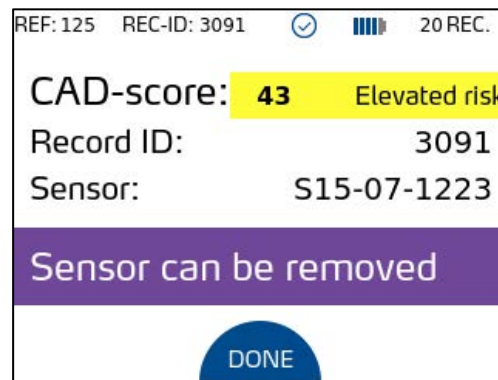 REF: 125 REC-ID: 3091 20 REC.
CAD-score: 43 Elevated risk
Record ID: 3091
Sensor: S15-07-1223
Sensor can be removed
DONE